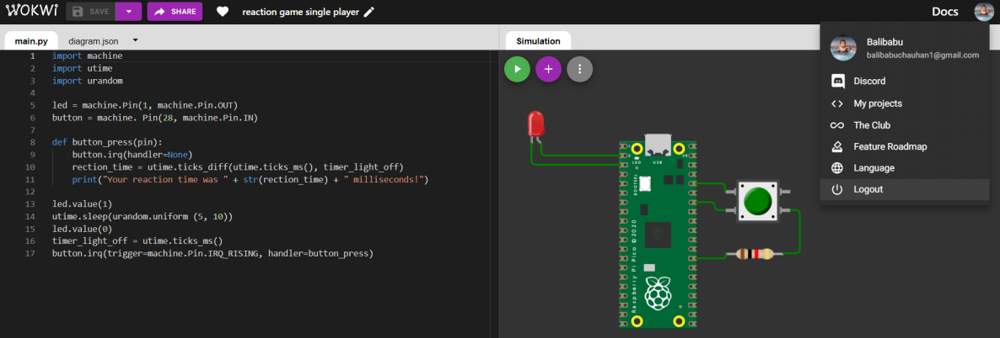 WOKWi
SAVE
SHARE
reaction game single player
Docs
main.py
diagram.json
Simulation
Balibabu
balibabuchauhan1@gmail.com
Discord
My projects
The Club
Feature Roadmap
Language
Logout
1 import machine
2 import utime
3 import urandom
4
5 led = machine.Pin(1, machine.Pin.OUT)
6 button = machine. Pin(28, machine.Pin.IN)
7
8 def button_press(pin):
9 button.irq(handler=None)
10 rection_time = utime.ticks_diff(utime.ticks_ms(), timer_light_off)
11 print("Your reaction time was " + str(rection_time) + " milliseconds!")
12
13 led.value(1)
14 utime.sleep(urandom.uniform (5, 10))
15 led.value(0)
16 timer_light_off = utime.ticks_ms()
17 button.irq(trigger=machine.Pin.IRQ_RISING, handler=button_press)
LED
USB
BOOTSEL
Raspberry Pi Pico © 2020